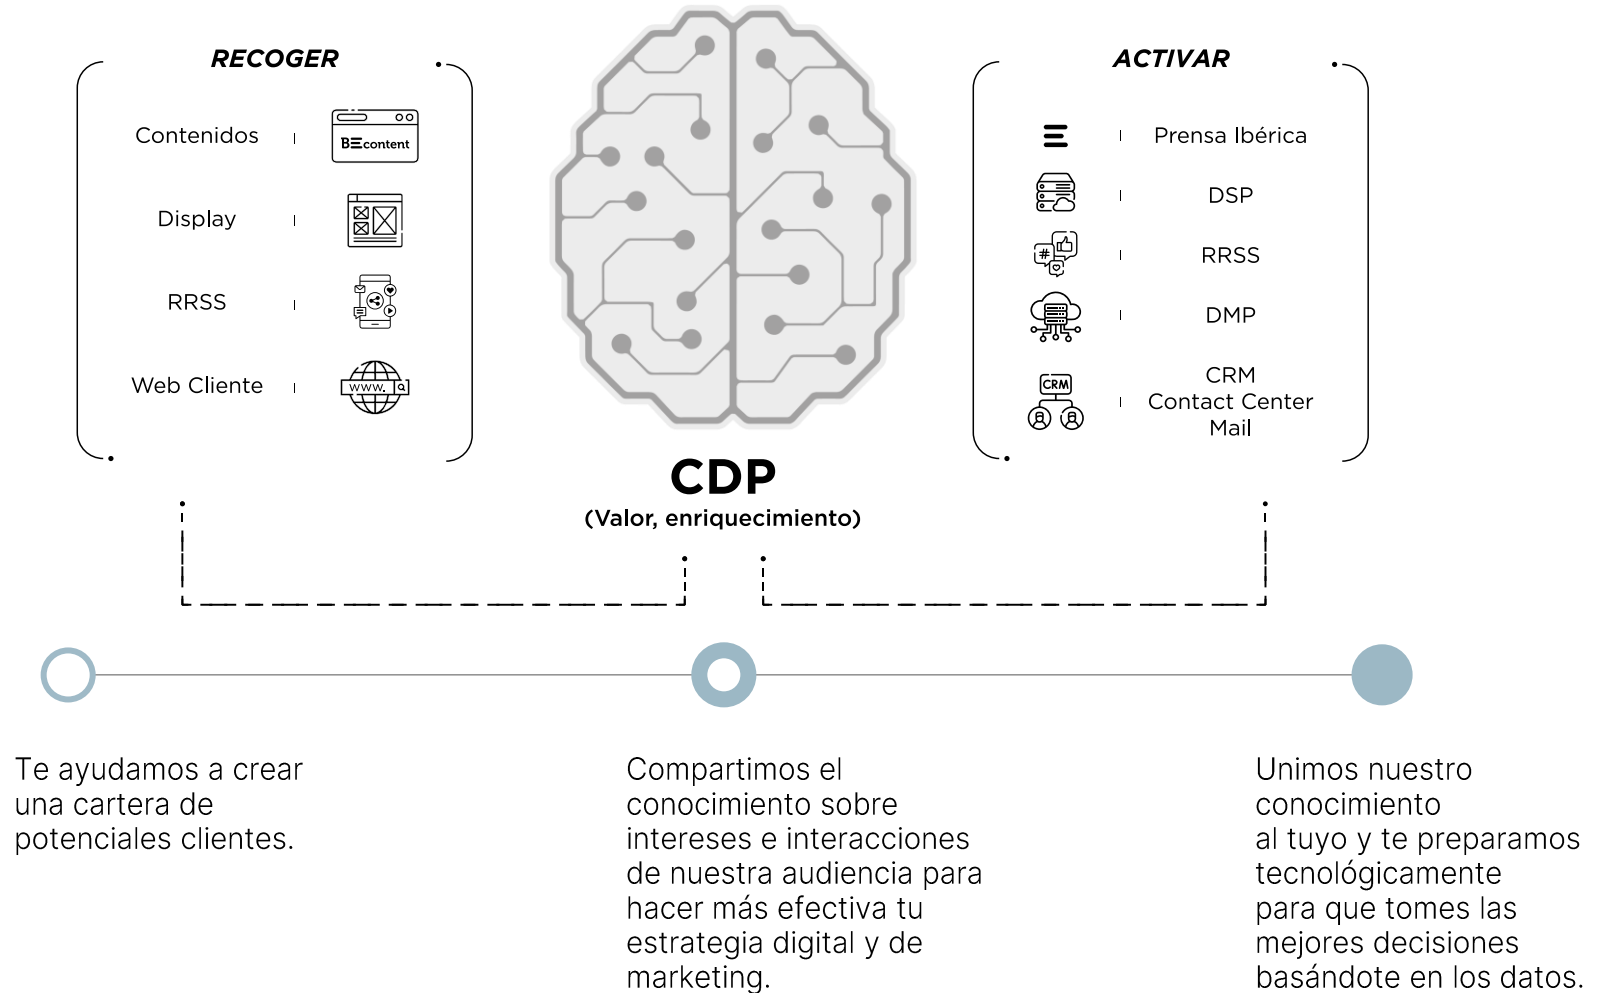 RECOGER
Contenidos
BEcontent
Display
RRSS
Web Cliente
www.
CDP
(Valor, enriquecimiento)
ACTIVAR
Prensa Ibérica
DSP
#
RRSS
DMP
CRM
CRM
Contact Center
Mail
Te ayudamos a crear
una cartera de
potenciales clientes.
Compartimos el
conocimiento sobre
intereses e interacciones
de nuestra audiencia para
hacer más efectiva tu
estrategia digital y de
marketing.
Unimos nuestro
conocimiento
al tuyo y te preparamos
tecnológicamente
para que tomes las
mejores decisiones
basándote en los datos.